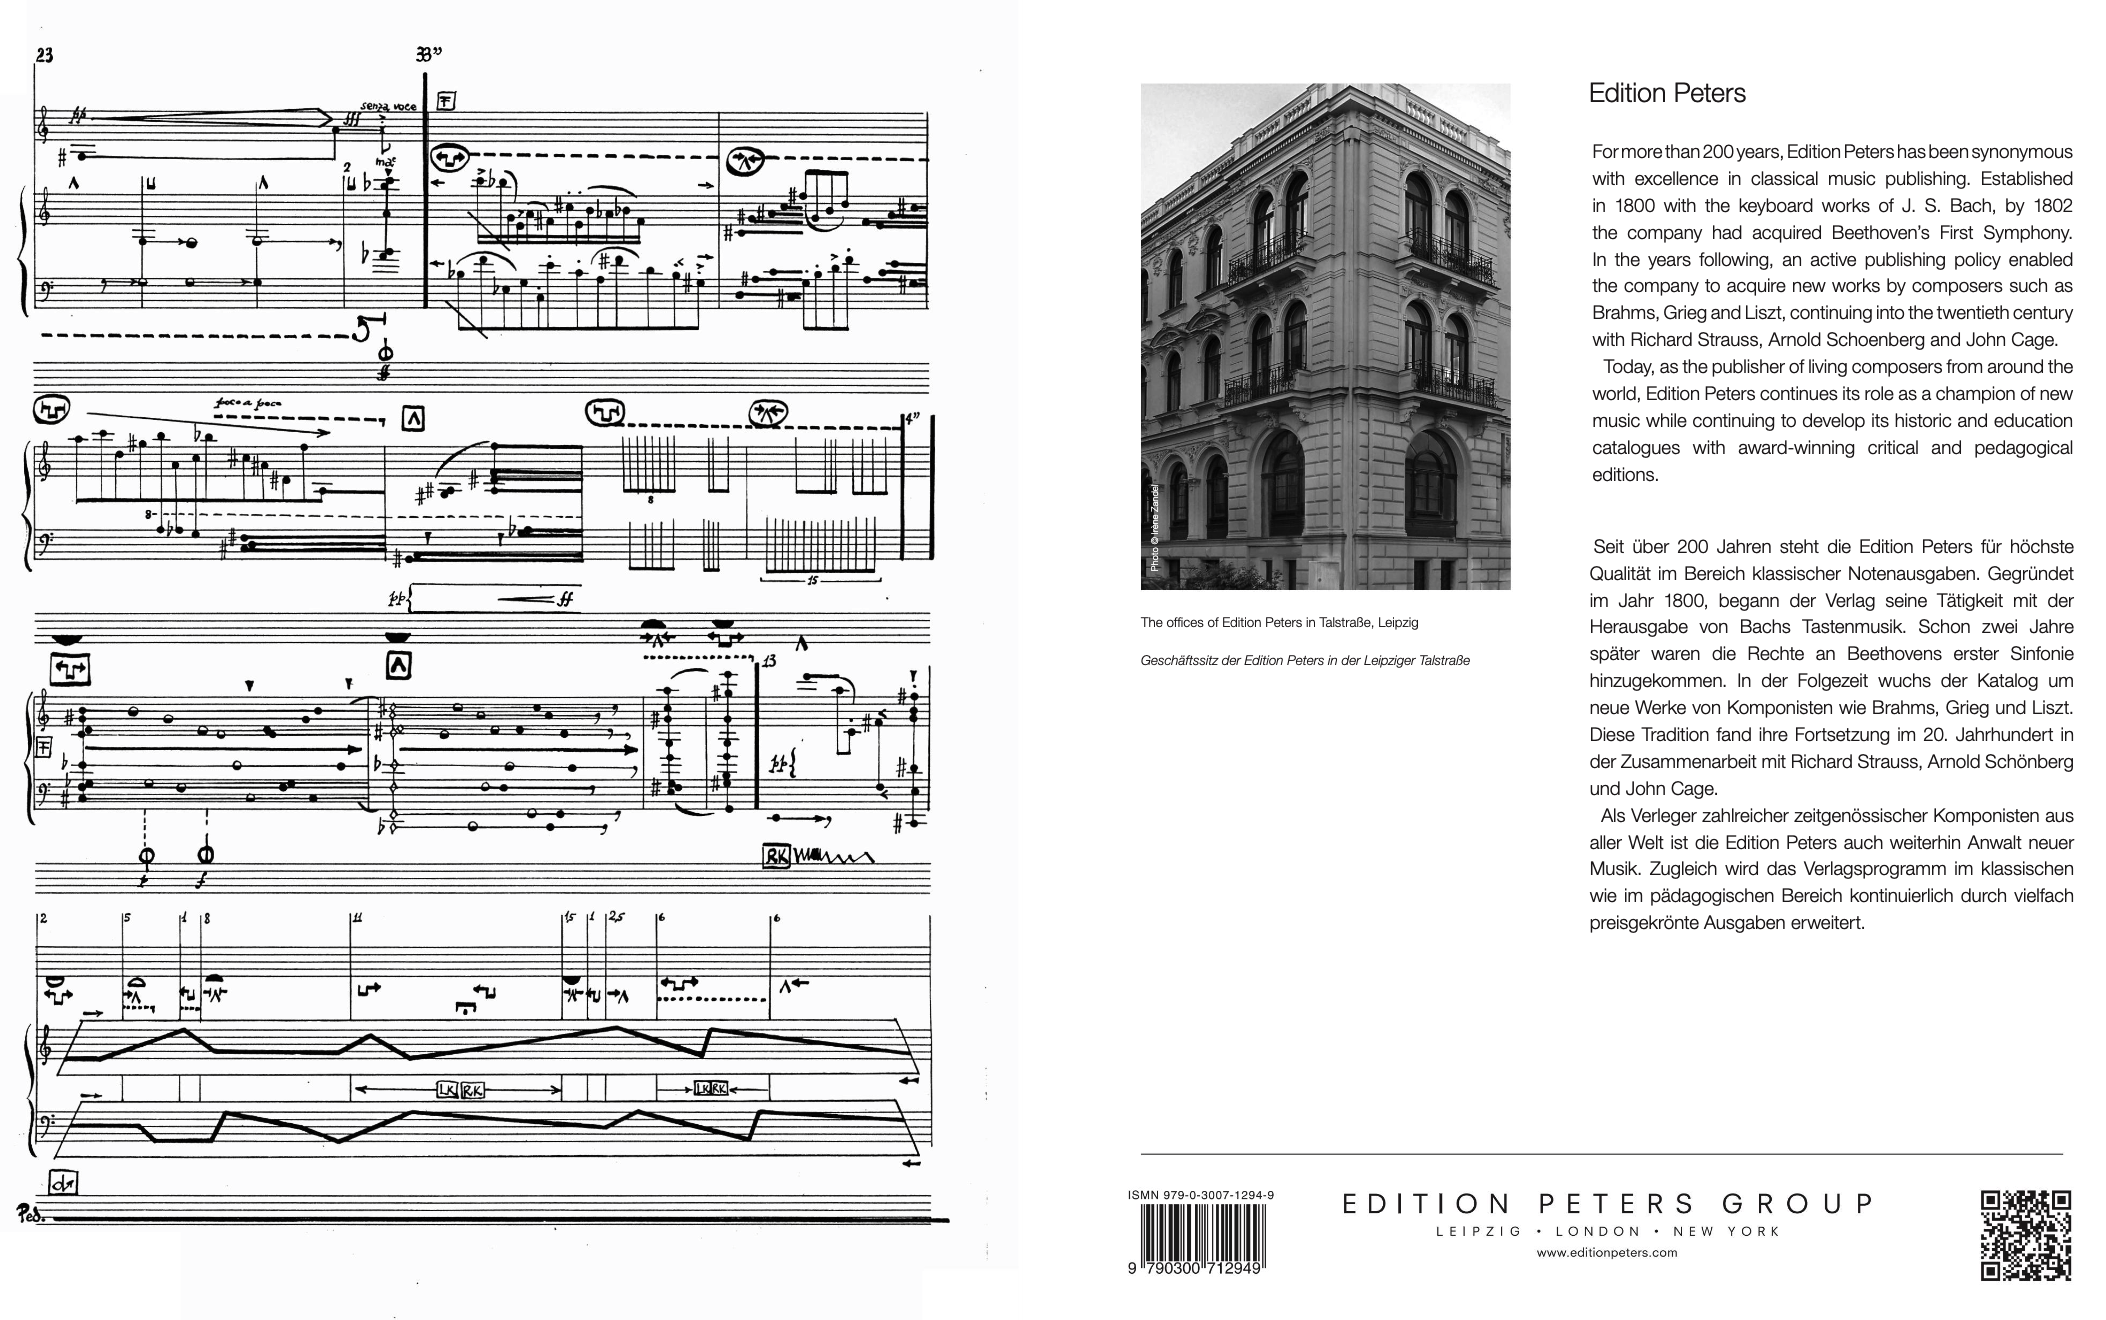 23
33”
F
pp
fff
senza voce
2
poco a poco
ff
Λ
4”
8
8
15
pp
ff
Λ
13
F
pp
p
f
RK
2 5 1 8 11 15 1 2,5 6 6
LK RK
LK RK
Ped.
Photo © Irène Zandel
The offices of Edition Peters in Talstraße, Leipzig
Geschäftssitz der Edition Peters in der Leipziger Talstraße
Edition Peters
For more than 200 years, Edition Peters has been synonymous
with excellence in classical music publishing. Established
in 1800 with the keyboard works of J. S. Bach, by 1802
the company had acquired Beethoven’s First Symphony.
In the years following, an active publishing policy enabled
the company to acquire new works by composers such as
Brahms, Grieg and Liszt, continuing into the twentieth century
with Richard Strauss, Arnold Schoenberg and John Cage.
Today, as the publisher of living composers from around the
world, Edition Peters continues its role as a champion of new
music while continuing to develop its historic and education
catalogues with award-winning critical and pedagogical
editions.
Seit über 200 Jahren steht die Edition Peters für höchste
Qualität im Bereich klassischer Notenausgaben. Gegründet
im Jahr 1800, begann der Verlag seine Tätigkeit mit der
Herausgabe von Bachs Tastenmusik. Schon zwei Jahre
später waren die Rechte an Beethovens erster Sinfonie
hinzugekommen. In der Folgezeit wuchs der Katalog um
neue Werke von Komponisten wie Brahms, Grieg und Liszt.
Diese Tradition fand ihre Fortsetzung im 20. Jahrhundert in
der Zusammenarbeit mit Richard Strauss, Arnold Schönberg
und John Cage.
Als Verleger zahlreicher zeitgenössischer Komponisten aus
aller Welt ist die Edition Peters auch weiterhin Anwalt neuer
Musik. Zugleich wird das Verlagsprogramm im klassischen
wie im pädagogischen Bereich kontinuierlich durch vielfach
preisgekrönte Ausgaben erweitert.
ISMN 979-0-3007-1294-9
9 790300 712949
EDITION PETERS GROUP
LEIPZIG • LONDON • NEW YORK
www.editionpeters.com